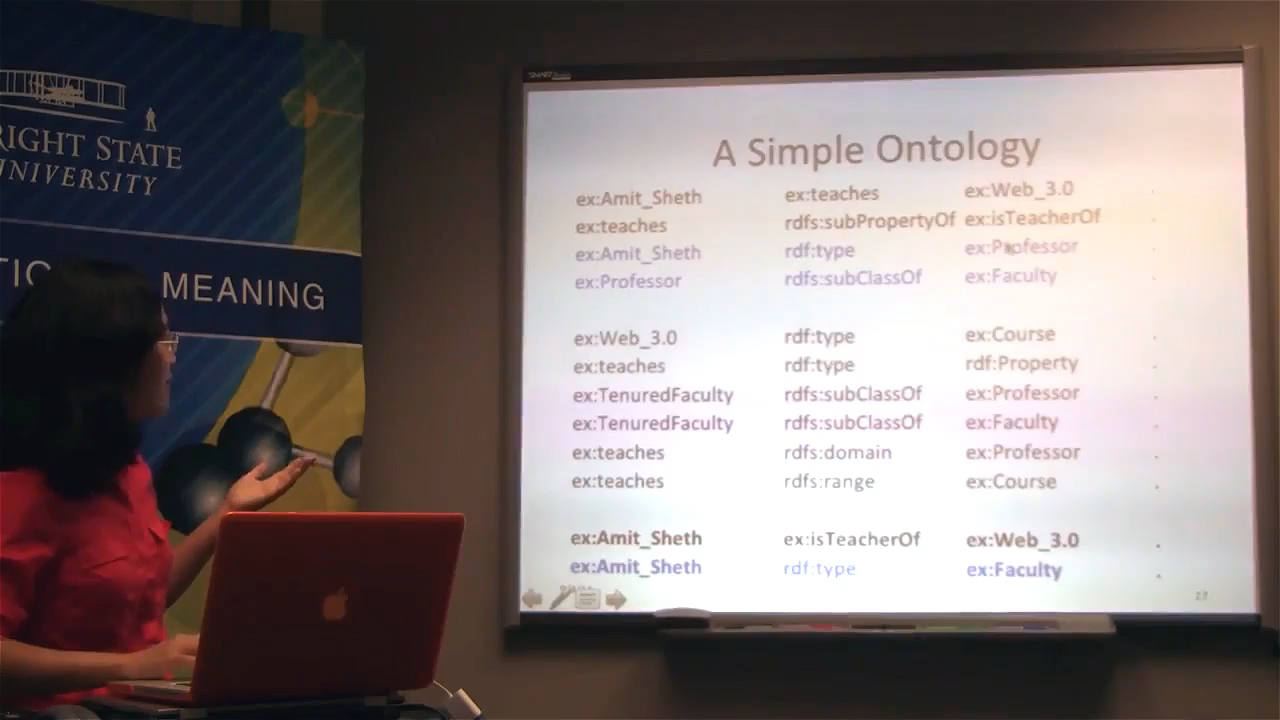 RIGHT STATE
UNIVERSITY
MEANING
SMART
A Simple Ontology
ex:Amit_Sheth ex:teaches ex:Web_3.0 .
ex:teaches rdfs:subPropertyOf ex:isTeacherOf .
ex:Amit_Sheth rdf:type ex:Professor .
ex:Professor rdfs:subClassOf ex:Faculty .
ex:Web_3.0 rdf:type ex:Course .
ex:teaches rdf:type rdf:Property .
ex:TenuredFaculty rdfs:subClassOf ex:Professor .
ex:TenuredFaculty rdfs:subClassOf ex:Faculty .
ex:teaches rdfs:domain ex:Professor .
ex:teaches rdfs:range ex:Course .
ex:Amit_Sheth ex:isTeacherOf ex:Web_3.0 .
ex:Amit_Sheth rdf:type ex:Faculty .
27